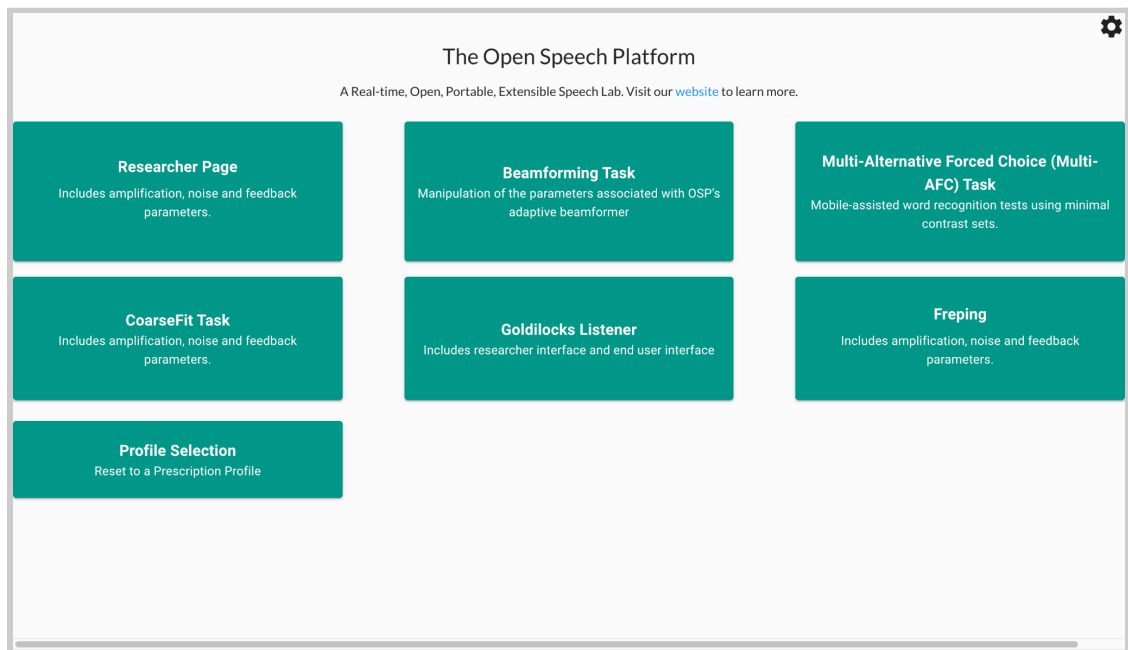 The Open Speech Platform
A Real-time, Open, Portable, Extensible Speech Lab. Visit our website to learn more.
Researcher Page
Includes amplification, noise and feedback
parameters.
Beamforming Task
Manipulation of the parameters associated with OSP's
adaptive beamformer
Multi-Alternative Forced Choice (Multi-
AFC) Task
Mobile-assisted word recognition tests using minimal
contrast sets.
CoarseFit Task
Includes amplification, noise and feedback
parameters.
Goldilocks Listener
Includes researcher interface and end user interface
Freping
Includes amplification, noise and feedback
parameters.
Profile Selection
Reset to a Prescription Profile